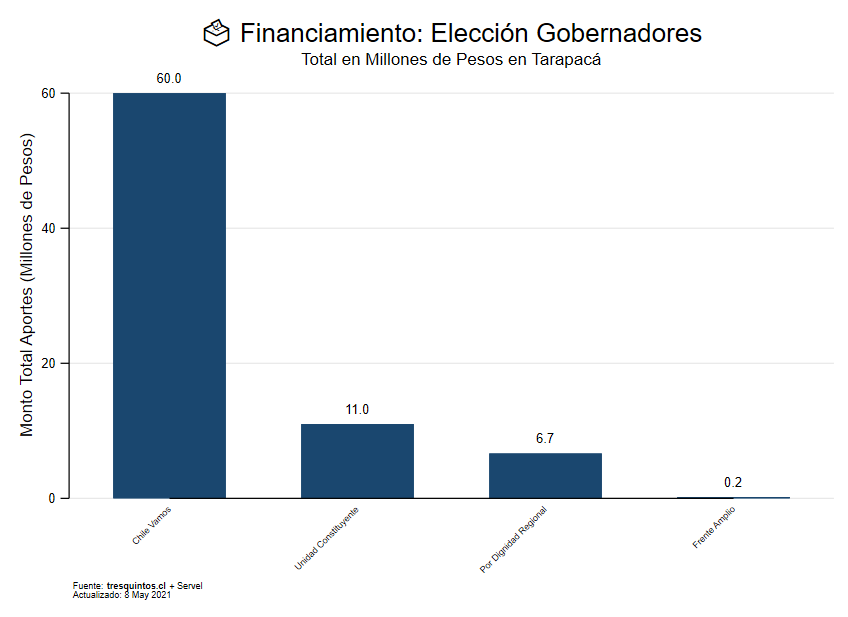 Financiamiento: Elección Gobernadores
Total en Millones de Pesos en Tarapacá
Monto Total Aportes (Millones de Pesos)
60
40
20
0
60.0
11.0
6.7
0.2
Chile Vamos
Unidad Constituyente
Por Dignidad Regional
Frente Amplio
Fuente: tresquintos.cl + Servel
Actualizado: 8 May 2021